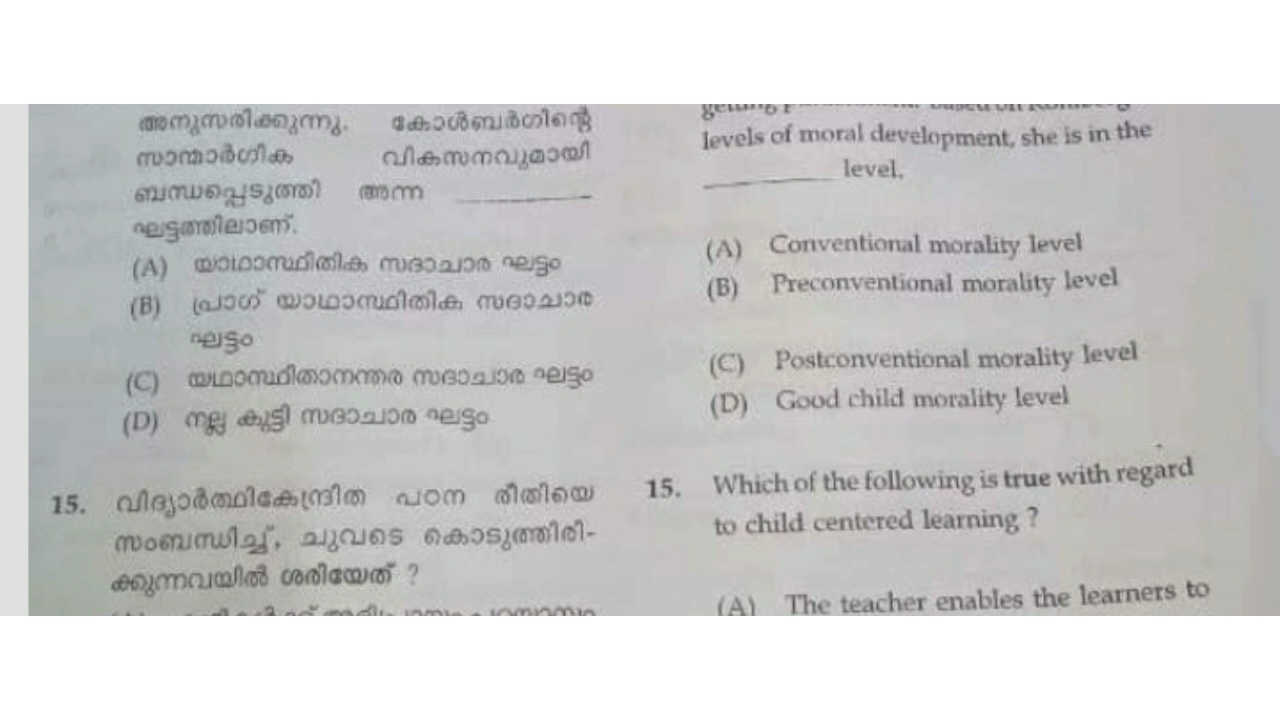 അനുസരിക്കുന്നു. കോൾബർഗിന്റെ
സാന്മാർഗിക വികസനവുമായി
ബന്ധപ്പെടുത്തി അന്ന __________
ഘട്ടത്തിലാണ്.
(A) യാഥാസ്ഥിതിക സദാചാര ഘട്ടം
(B) പ്രാഗ് യാഥാസ്ഥിതിക സദാചാര
ഘട്ടം
(C) യഥാസ്ഥിതാനന്തര സദാചാര ഘട്ടം
(D) നല്ല കുട്ടി സദാചാര ഘട്ടം
15. വിദ്യാർത്ഥികേന്ദ്രിത പഠന രീതിയെ
സംബന്ധിച്ച്, ചുവടെ കൊടുത്തിരി-
ക്കുന്നവയിൽ ശരിയേത് ?
levels of moral development, she is in the
__________ level.
(A) Conventional morality level
(B) Preconventional morality level
(C) Postconventional morality level
(D) Good child morality level
15. Which of the following is true with regard
to child centered learning ?
(A) The teacher enables the learners to